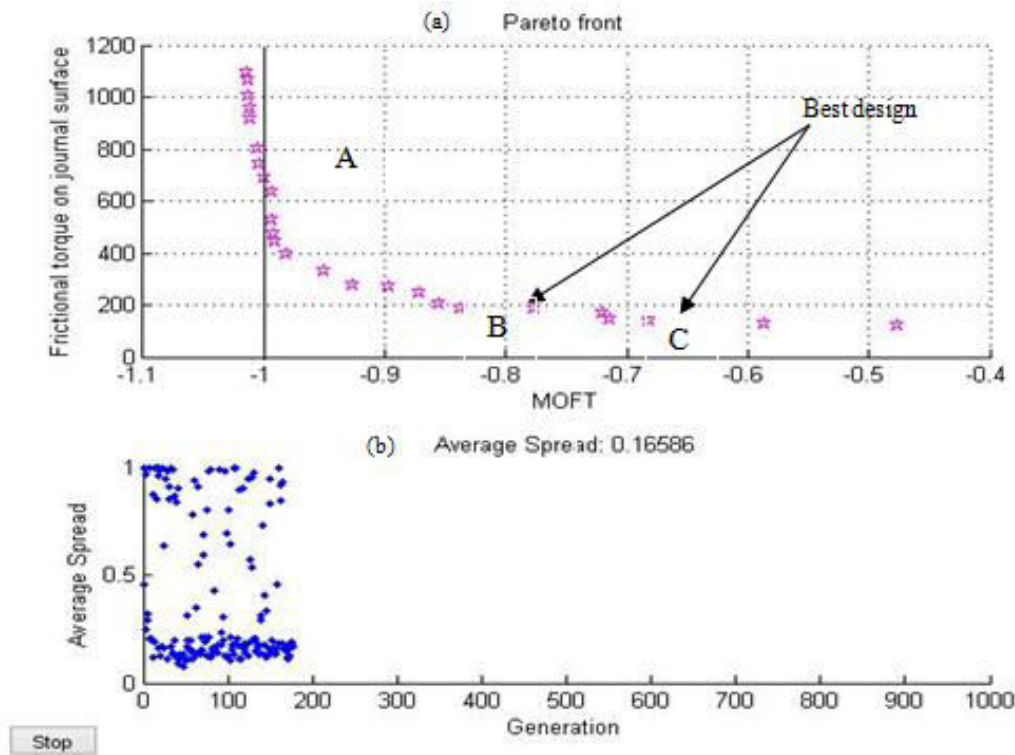 (a) Pareto front
Frictional torque on journal surface
1200
1000
800
600
400
200
0
A
B
C
Best design
-1.1 -1 -0.9 -0.8 -0.7 -0.6 -0.5 -0.4
MOFT
(b) Average Spread: 0.16586
Average Spread
1
0.5
0
0 100 200 300 400 500 600 700 800 900 1000
Generation
Stop